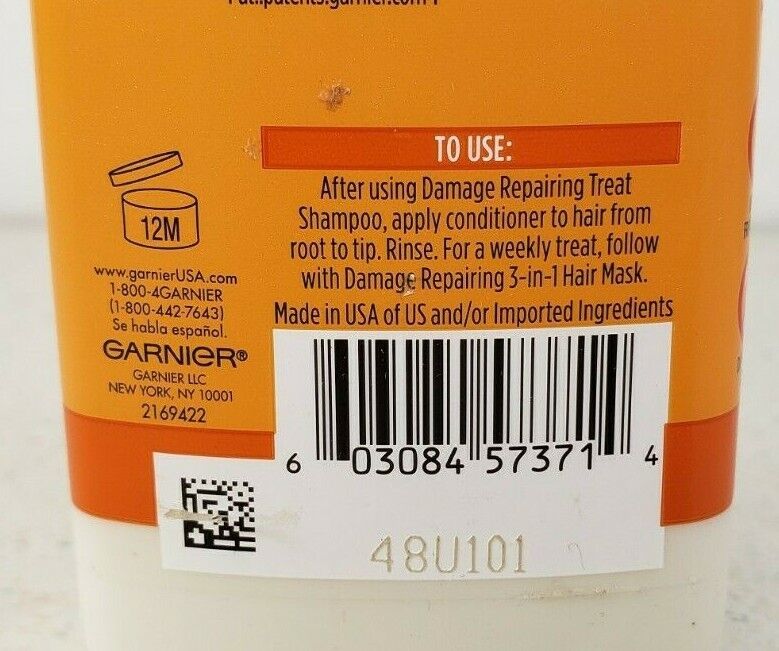 TO USE:
After using Damage Repairing Treat
Shampoo, apply conditioner to hair from
root to tip. Rinse. For a weekly treat, follow
with Damage Repairing 3-in-1 Hair Mask.
Made in USA of US and/or Imported Ingredients
12M
www.garnierUSA.com
1-800-4GARNIER
(1-800-442-7643)
Se habla español.
GARNIER®
GARNIER LLC
NEW YORK, NY 10001
2169422
6 03084 57371 4
48U101